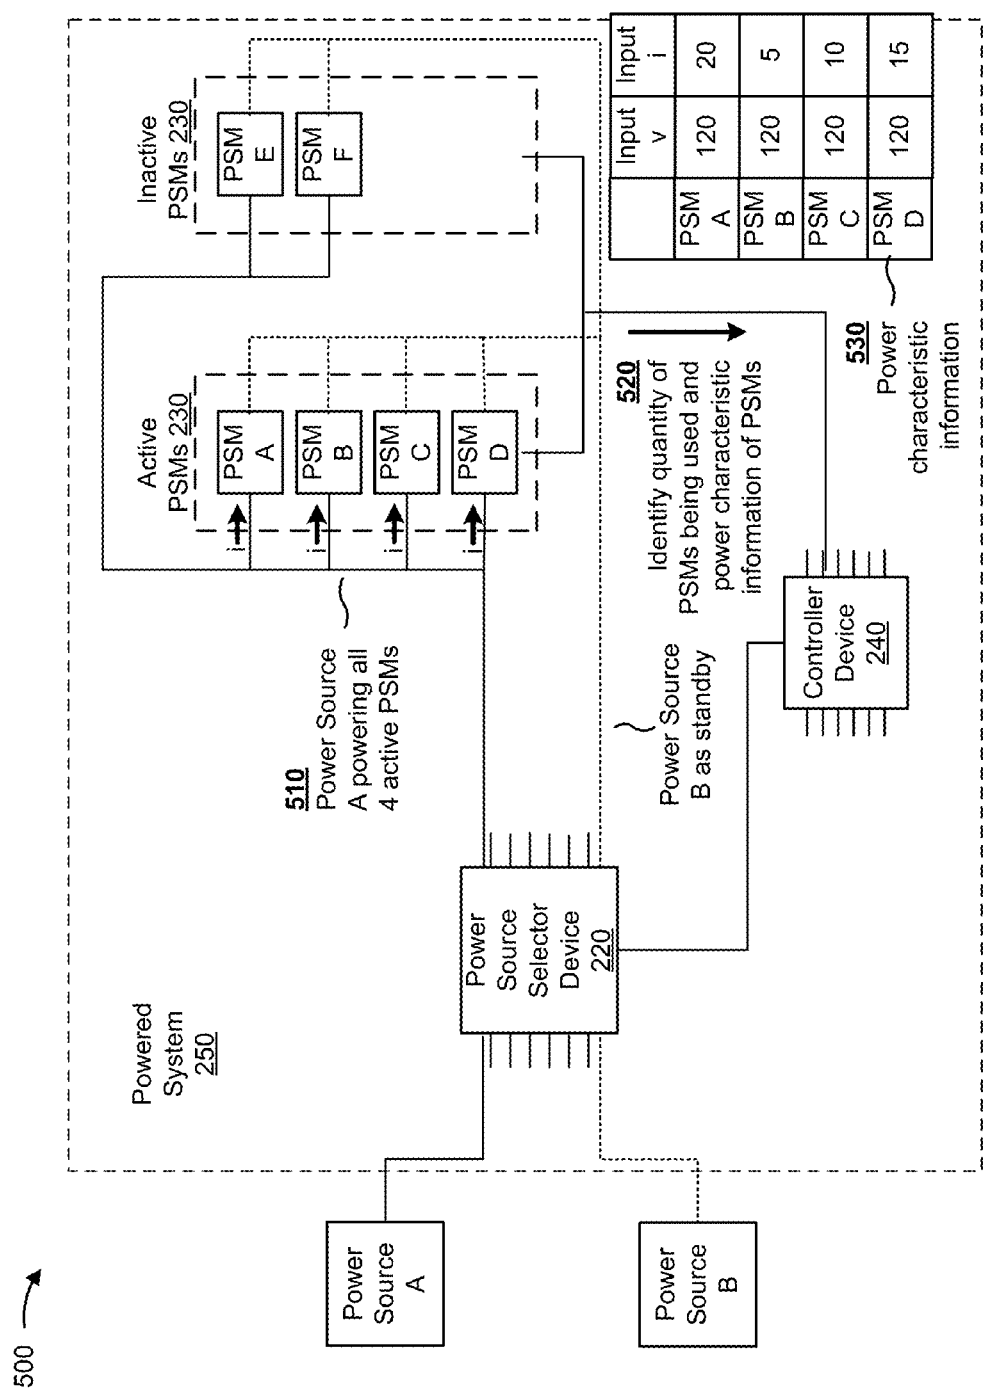 500
Powered
System
250
Power
Source
A
Power
Source
B
Power
Source
Selector
Device
220
510
Power Source
A powering all
4 active PSMs
Power Source
B as standby
Controller
Device
240
Active
PSMs 230
PSM
A
PSM
B
PSM
C
PSM
D
i
i
i
i
Inactive
PSMs 230
PSM
E
PSM
F
520
Identify quantity of
PSMs being used and
power characteristic
information of PSMs
530
Power
characteristic
information
Input
v
Input
i
PSM
A
120
20
PSM
B
120
5
PSM
C
120
10
PSM
D
120
15